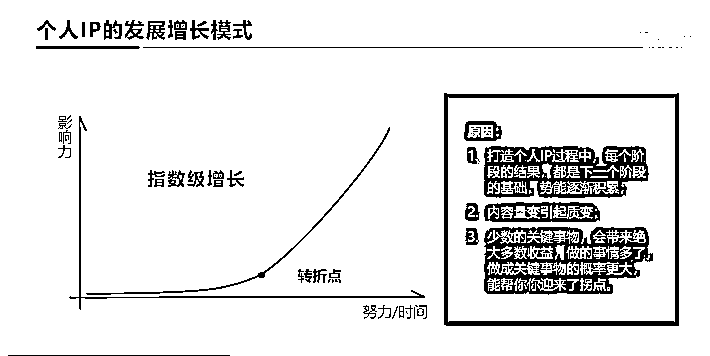 个人IP的发展增长模式
影响力
指数级增长
转折点
努力/时间
原因：
1、打造个人IP过程中，每个阶
段的结果，都是下一个阶段
的基础，势能逐渐积累；
2、内容量变引起质变；
3、少数的关键事物，会带来绝
大多数收益，做的事情多了，
做成关键事物的概率更大，
能帮你你迎来了拐点。